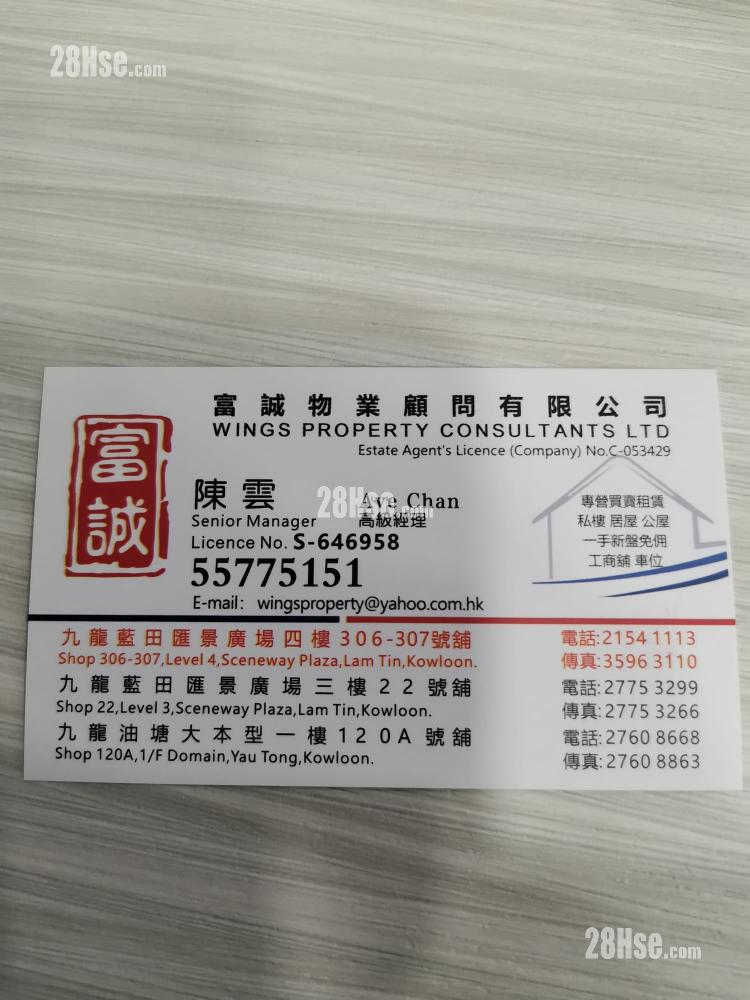 28Hse.com
富誠物業顧問有限公司
WINGS PROPERTY CONSULTANTS LTD
Estate Agent's Licence (Company) No.C-053429
富誠
陳雲 Aye Chan
28Hse.com
Senior Manager 高級經理
Licence No. S-646958
55775151
E-mail: wingsproperty@yahoo.com.hk
專營買賣租賃
私樓 居屋 公屋
一手新盤免佣
工商舖 車位
九龍藍田匯景廣場四樓306-307號舖 電話:2154 1113
Shop 306-307,Level 4,Sceneway Plaza,Lam Tin,Kowloon. 傳真:3596 3110
九龍藍田匯景廣場三樓22號舖 電話:2775 3299
Shop 22,Level 3,Sceneway Plaza,Lam Tin,Kowloon. 傳真:2775 3266
九龍油塘大本型一樓120A號舖 電話:2760 8668
Shop 120A,1/F Domain,Yau Tong,Kowloon. 傳真:2760 8863
28Hse.com